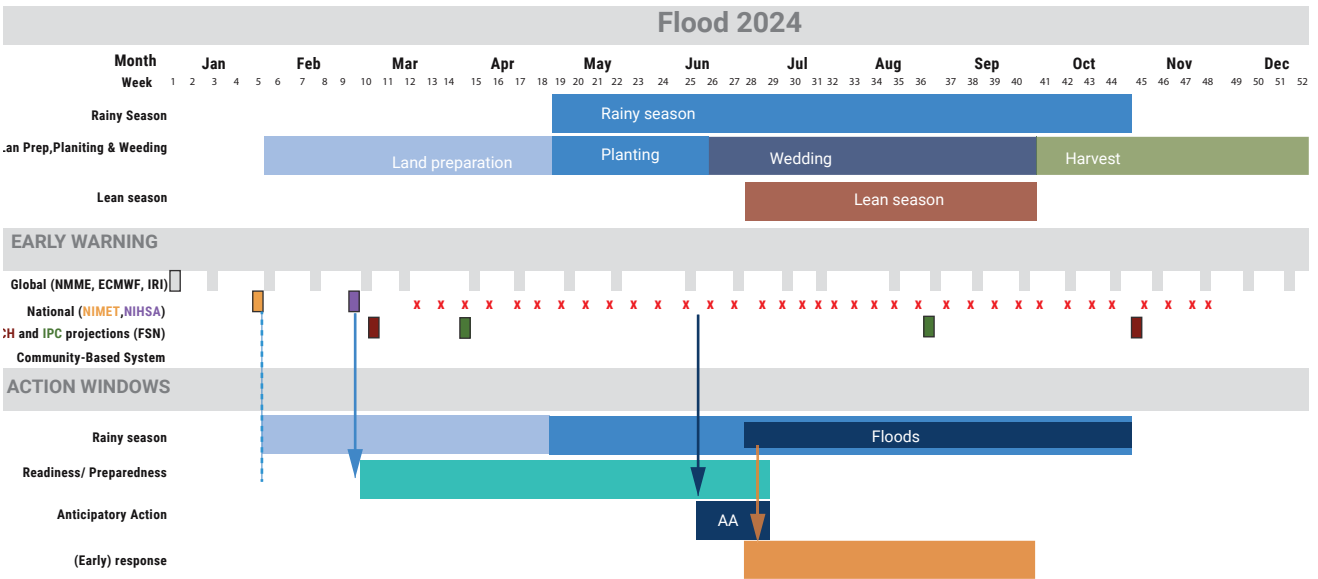 Flood 2024
Month Jan Feb Mar Apr May Jun Jul Aug Sep Oct Nov Dec
Week 1 2 3 4 5 6 7 8 9 10 11 12 13 14 15 16 17 18 19 20 21 22 23 24 25 26 27 28 29 30 31 32 33 34 35 36 37 38 39 40 41 42 43 44 45 46 47 48 49 50 51 52
Rainy Season Rainy season
an Prep,Planiting & Weeding Land preparation Planting Wedding Harvest
Lean season Lean season
EARLY WARNING
Global (NMME, ECMWF, IRI)
National (NIMET,NIHSA) x x x x x x x x x x x x x x x x x x x x x x x x x x x x x x x x x x x
CH and IPC projections (FSN)
Community-Based System
ACTION WINDOWS
Rainy season Floods
Readiness/ Preparedness
Anticipatory Action AA
(Early) response